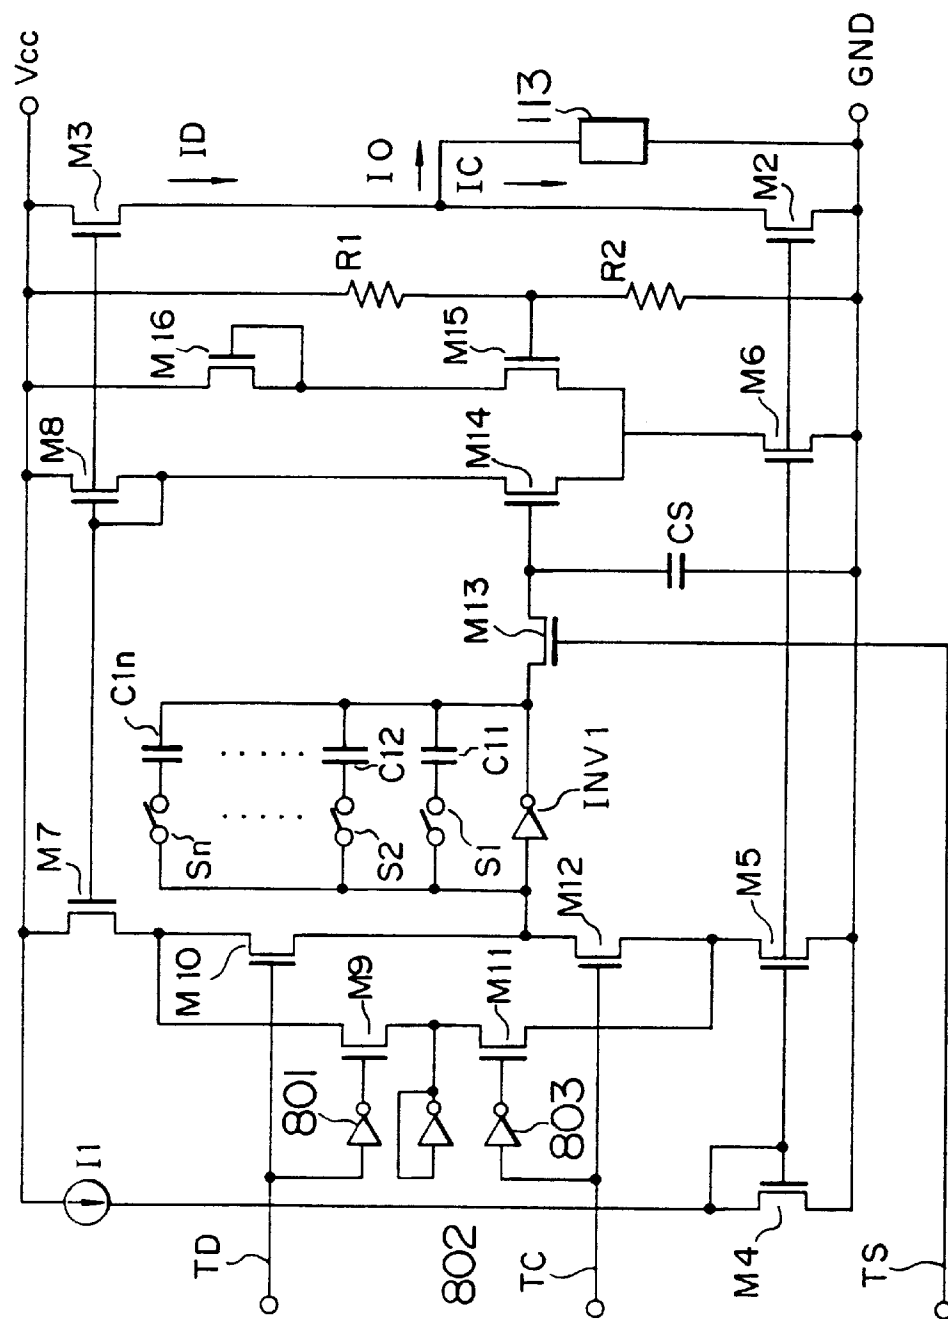 Vcc
GND
M3
ID
IO
IC
113
M2
R1
R2
M16
M15
M6
M8
M14
CS
M13
C1n
. . . . .
C12
C11
INV1
Sn
. . . . .
S2
S1
M7
M12
M5
M10
M9
M11
801
803
I1
TD
802
TC
M4
TS